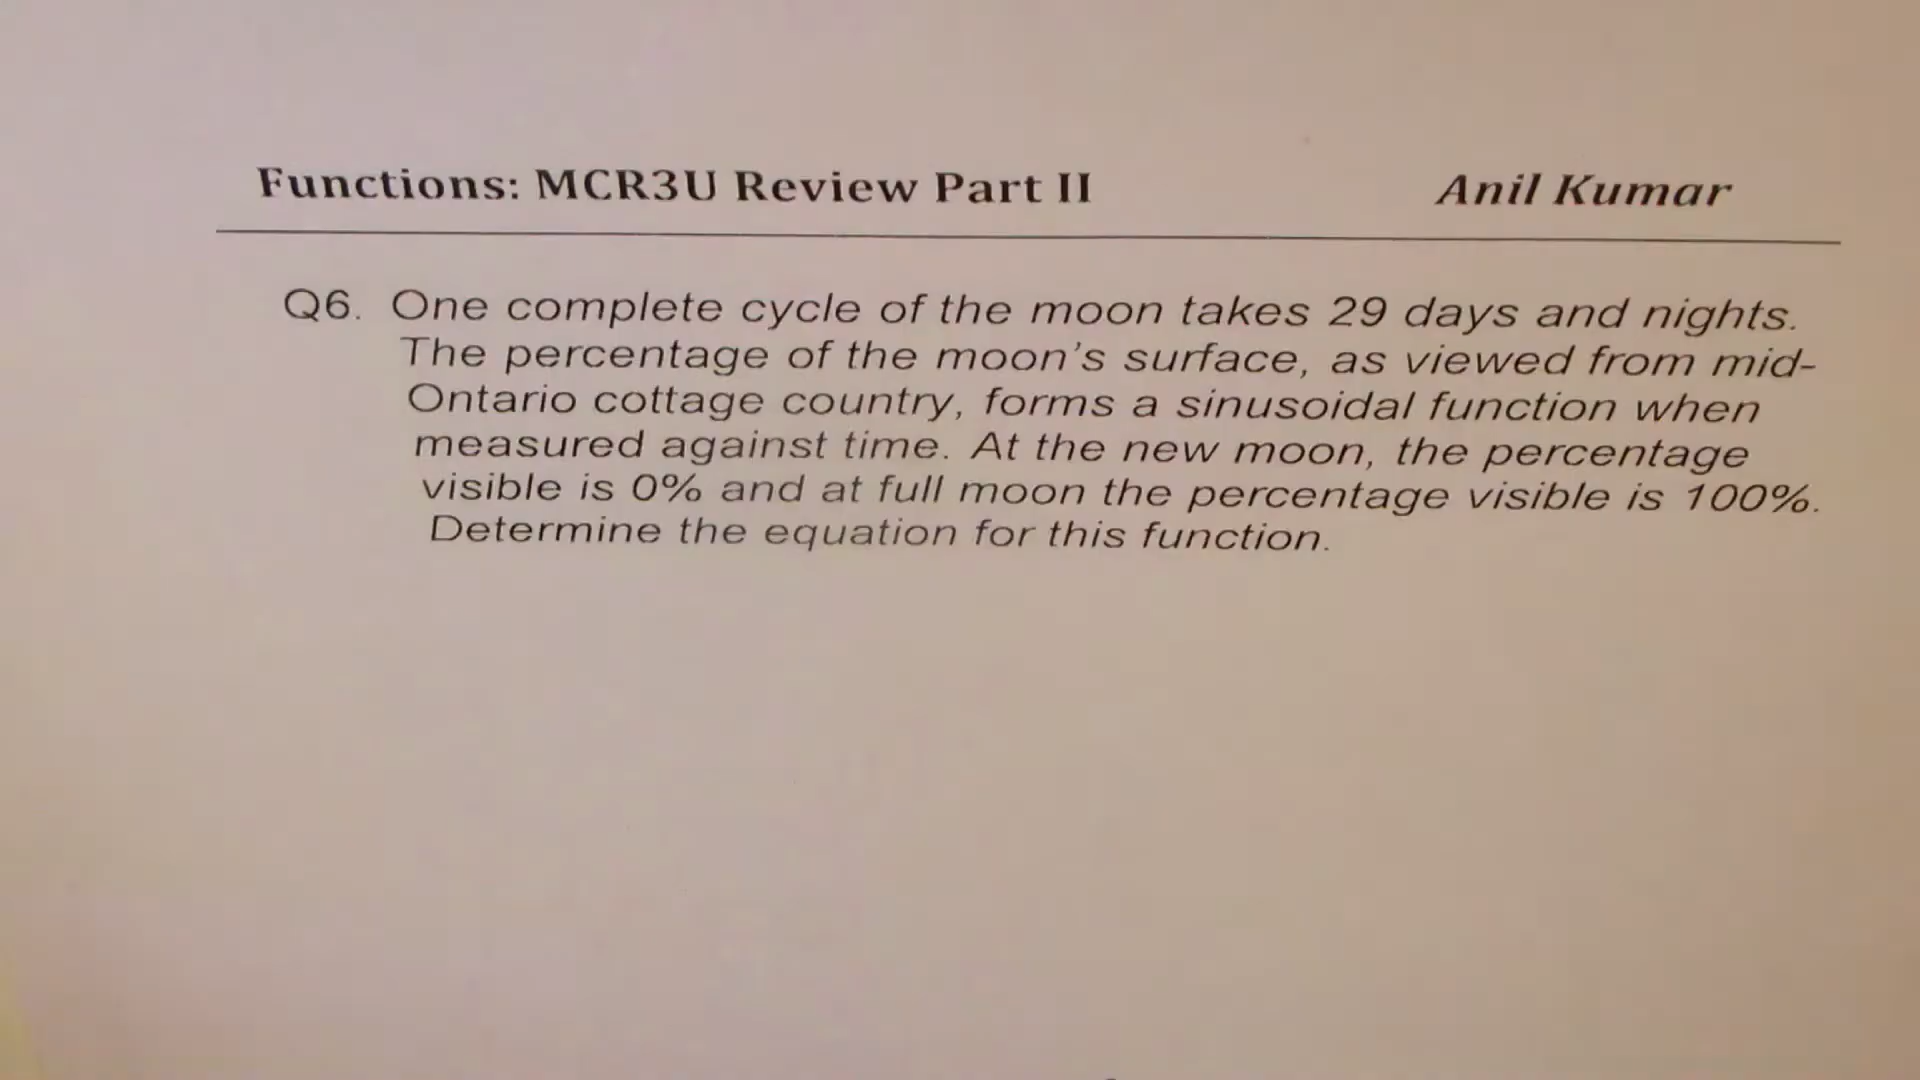 Functions: MCR3U Review Part II Anil Kumar
Q6. One complete cycle of the moon takes 29 days and nights.
The percentage of the moon's surface, as viewed from mid-
Ontario cottage country, forms a sinusoidal function when
measured against time. At the new moon, the percentage
visible is 0% and at full moon the percentage visible is 100%.
Determine the equation for this function.